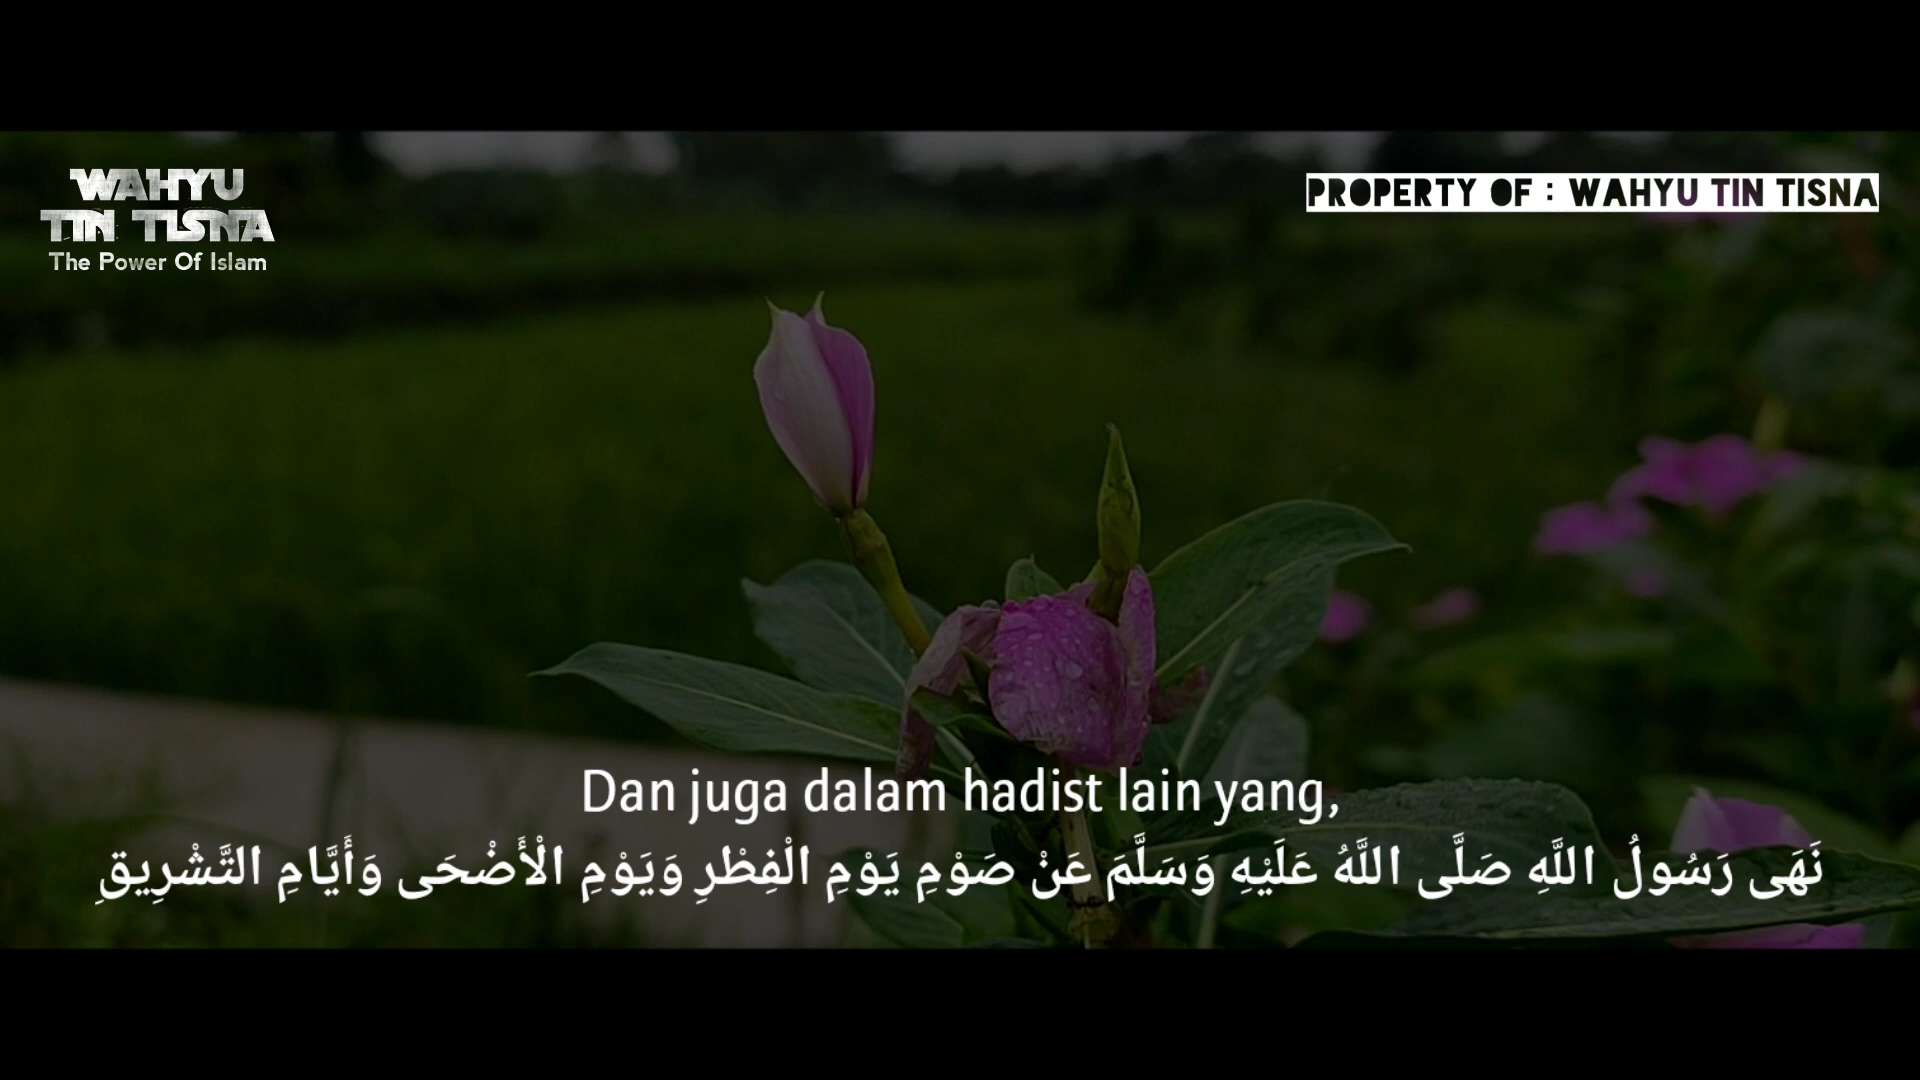 WAHYU
TIN TISNA
The Power Of Islam
PROPERTY OF : WAHYU TIN TISNA
Dan juga dalam hadist lain yang,
نَهَى رَسُولُ اللَّهِ صَلَّى اللَّهُ عَلَيْهِ وَسَلَّمَ عَنْ صَوْمِ يَوْمِ الْفِطْرِ وَيَوْمِ الْأَضْحَى وَأَيَّامِ التَّشْرِيقِ